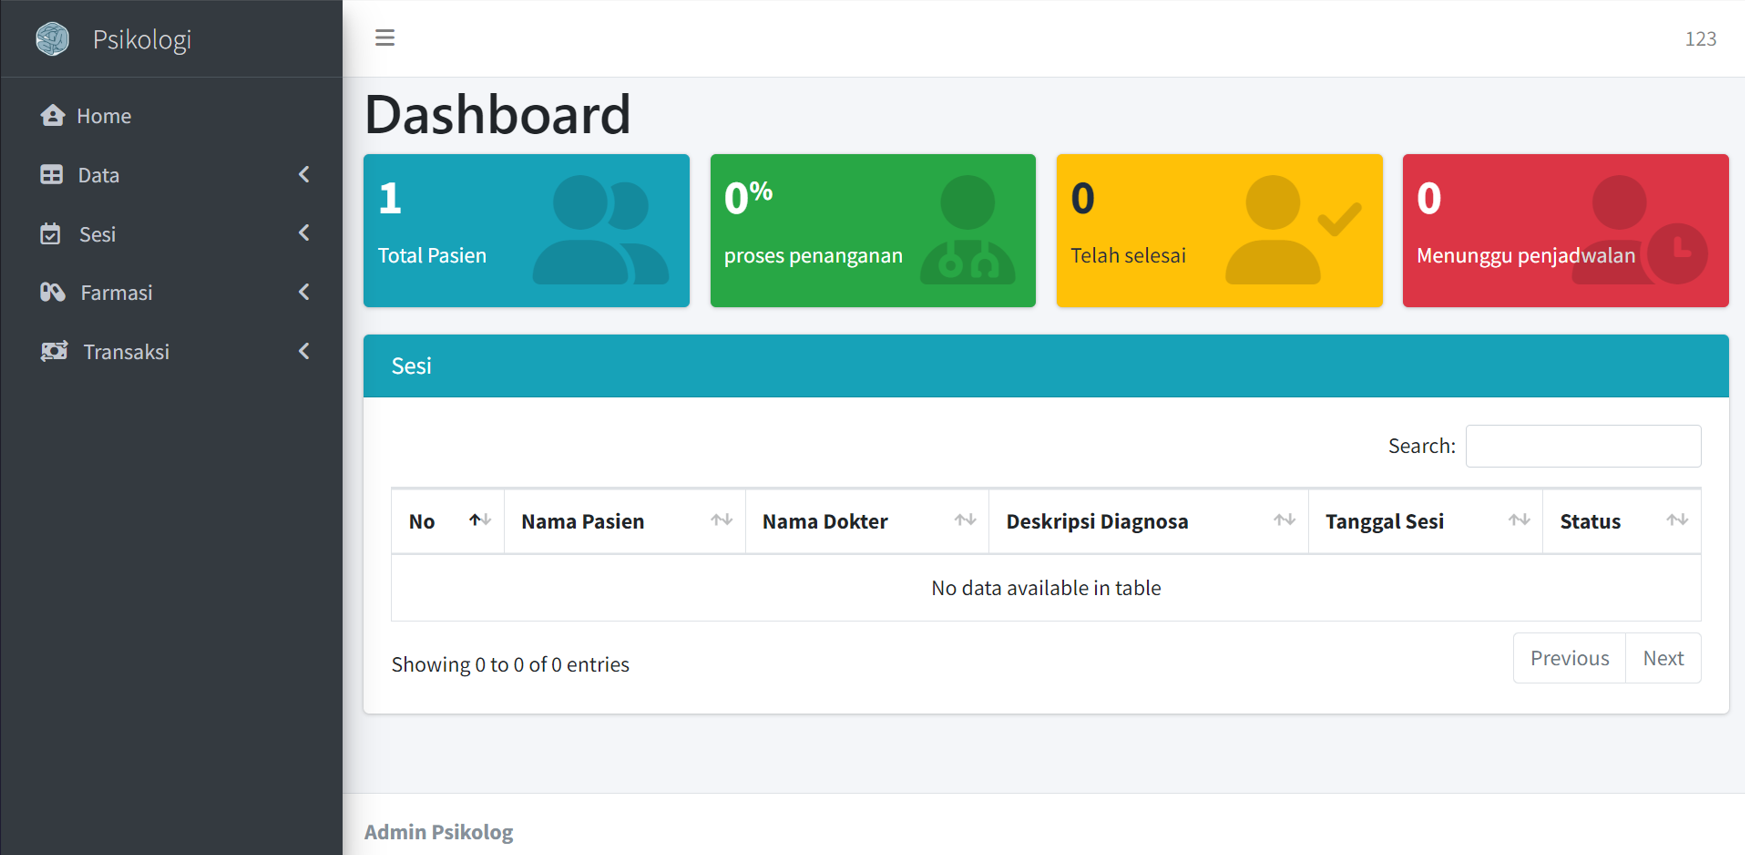 Psikologi
123
Home
Data
Sesi
Farmasi
Transaksi
Dashboard
1
Total Pasien
0%
proses penanganan
0
Telah selesai
0
Menunggu penjadwalan
Sesi
Search:
No Nama Pasien Nama Dokter Deskripsi Diagnosa Tanggal Sesi Status
No data available in table
Showing 0 to 0 of 0 entries
Previous Next
Admin Psikolog